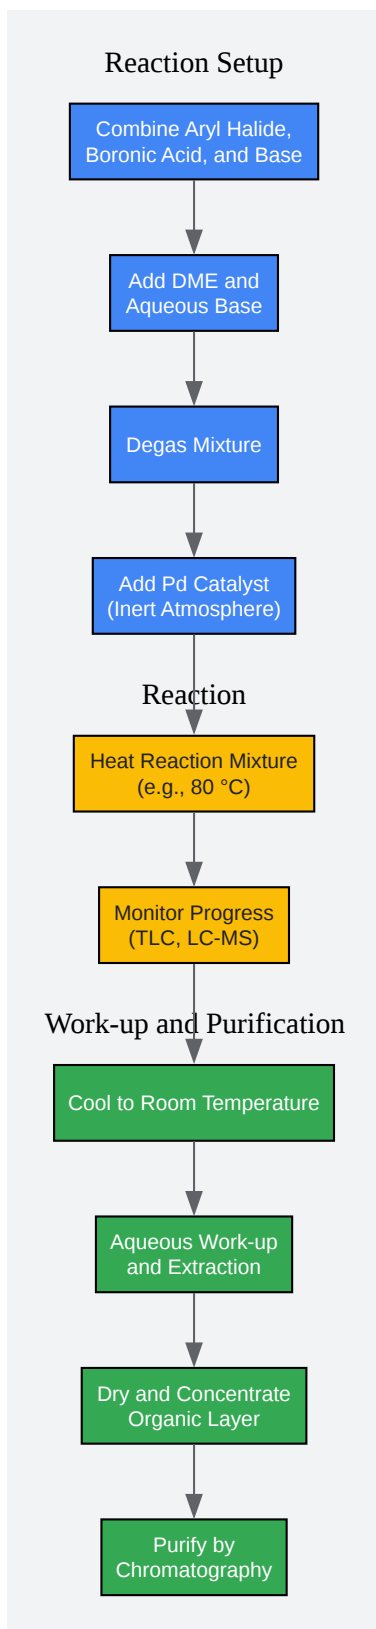 Reaction Setup
Combine Aryl Halide,
Boronic Acid, and Base
Add DME and
Aqueous Base
Degas Mixture
Add Pd Catalyst
(Inert Atmosphere)
Reaction
Heat Reaction Mixture
(e.g., 80 °C)
Monitor Progress
(TLC, LC-MS)
Work-up and Purification
Cool to Room Temperature
Aqueous Work-up
and Extraction
Dry and Concentrate
Organic Layer
Purify by
Chromatography